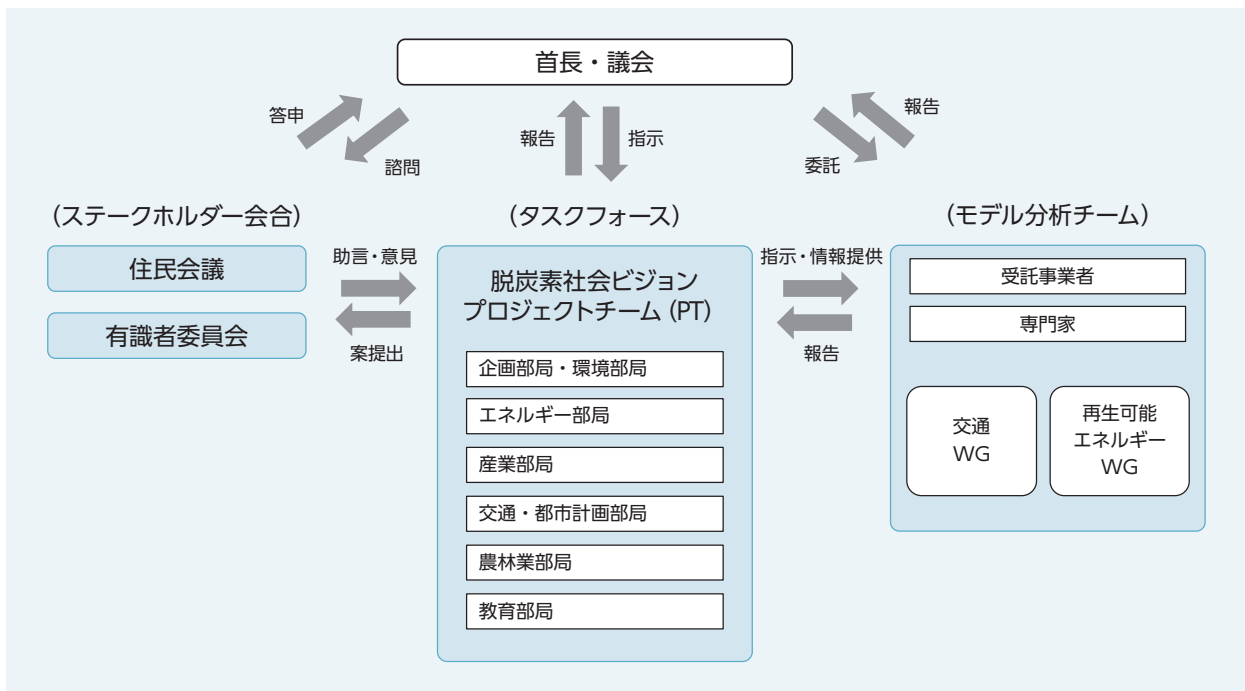 首長・議会
答申
諮問
報告
指示
委託
報告
（ステークホルダー会合）
住民会議
有識者委員会
助言・意見
案提出
（タスクフォース）
脱炭素社会ビジョン
プロジェクトチーム（PT）
企画部局・環境部局
エネルギー部局
産業部局
交通・都市計画部局
農林業部局
教育部局
指示・情報提供
報告
（モデル分析チーム）
受託事業者
専門家
交通
WG
再生可能
エネルギー
WG